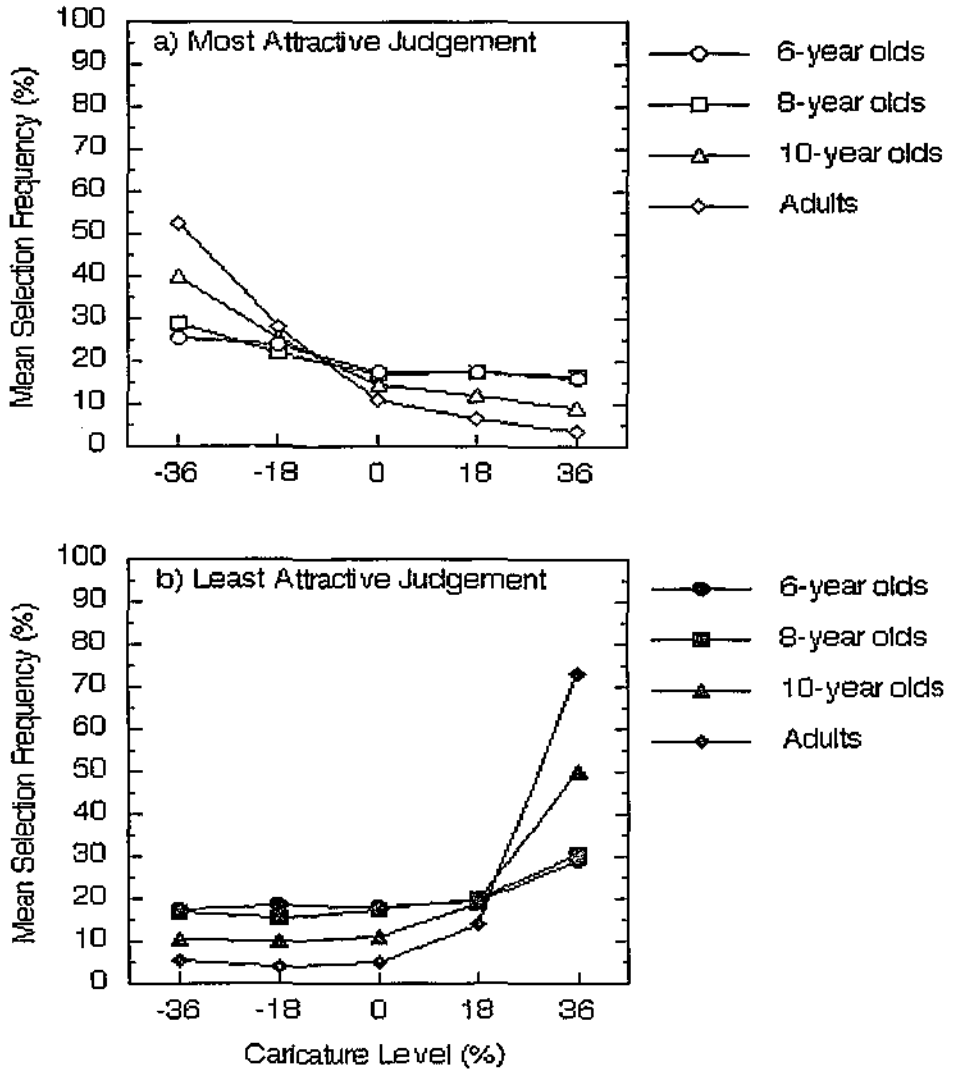 a) Most Attractive Judgement
Mean Selection Frequency (%)
100
90
80
70
60
50
40
30
20
10
0
-36 -18 0 18 36
6-year olds
8-year olds
10-year olds
Adults
b) Least Attractive Judgement
Mean Selection Frequency (%)
100
90
80
70
60
50
40
30
20
10
0
-36 -18 0 18 36
Caricature Level (%)
6-year olds
8-year olds
10-year olds
Adults